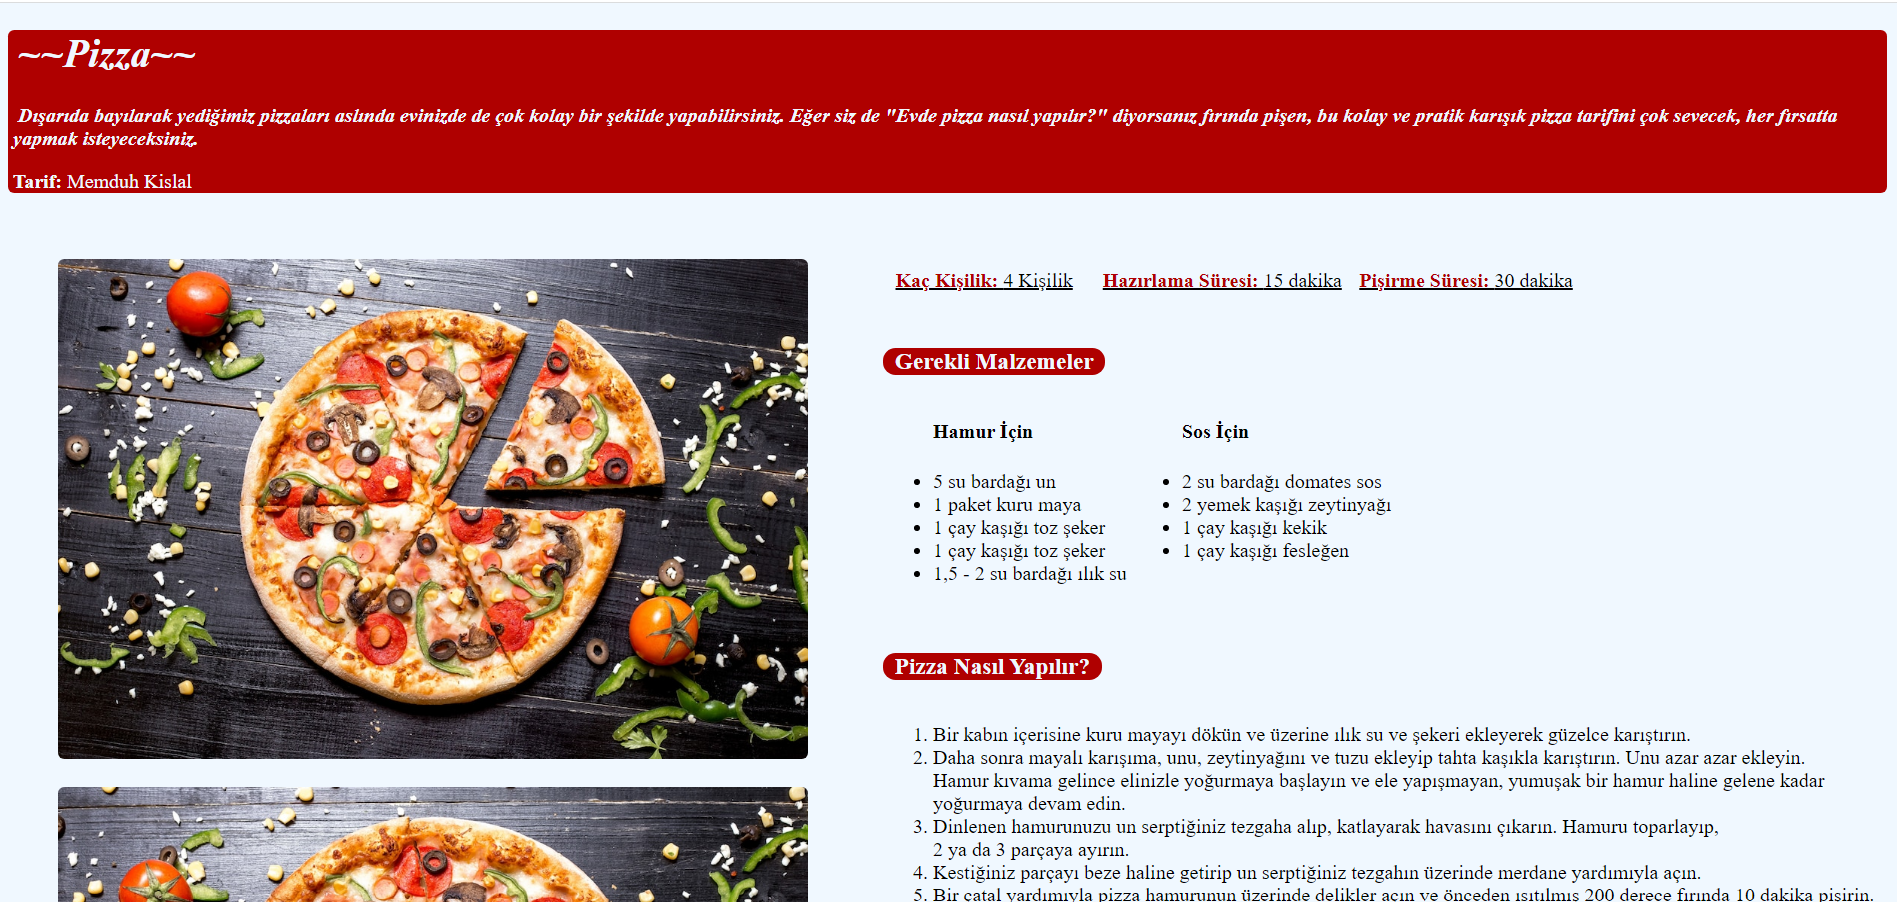 ~~Pizza~~
Dışarıda bayılarak yediğimiz pizzaları aslında evinizde de çok kolay bir şekilde yapabilirsiniz. Eğer siz de "Evde pizza nasıl yapılır?" diyorsanız fırında pişen, bu kolay ve pratik karışık pizza tarifini çok sevecek, her fırsatta
yapmak isteyeceksiniz.
Tarif: Memduh Kislal
Kaç Kişilik: 4 Kişilik Hazırlama Süresi: 15 dakika Pişirme Süresi: 30 dakika
Gerekli Malzemeler
Hamur İçin
• 5 su bardağı un
• 1 paket kuru maya
• 1 çay kaşığı toz şeker
• 1 çay kaşığı toz şeker
• 1,5 - 2 su bardağı ılık su
Sos İçin
• 2 su bardağı domates sos
• 2 yemek kaşığı zeytinyağı
• 1 çay kaşığı kekik
• 1 çay kaşığı fesleğen
Pizza Nasıl Yapılır?
1. Bir kabın içerisine kuru mayayı dökün ve üzerine ılık su ve şekeri ekleyerek güzelce karıştırın.
2. Daha sonra mayalı karışıma, unu, zeytinyağını ve tuzu ekleyip tahta kaşıkla karıştırın. Unu azar azar ekleyin.
Hamur kıvama gelince elinizle yoğurmaya başlayın ve ele yapışmayan, yumuşak bir hamur haline gelene kadar
yoğurmaya devam edin.
3. Dinlenen hamurunuzu un serptiğiniz tezgaha alıp, katlayarak havasını çıkarın. Hamuru toparlayıp,
2 ya da 3 parçaya ayırın.
4. Kestiğiniz parçayı beze haline getirip un serptiğiniz tezgahın üzerinde merdane yardımıyla açın.
5. Bir çatal yardımıyla pizza hamurunun üzerinde delikler açın ve önceden ısıtılmış 200 derece fırında 10 dakika pişirin.